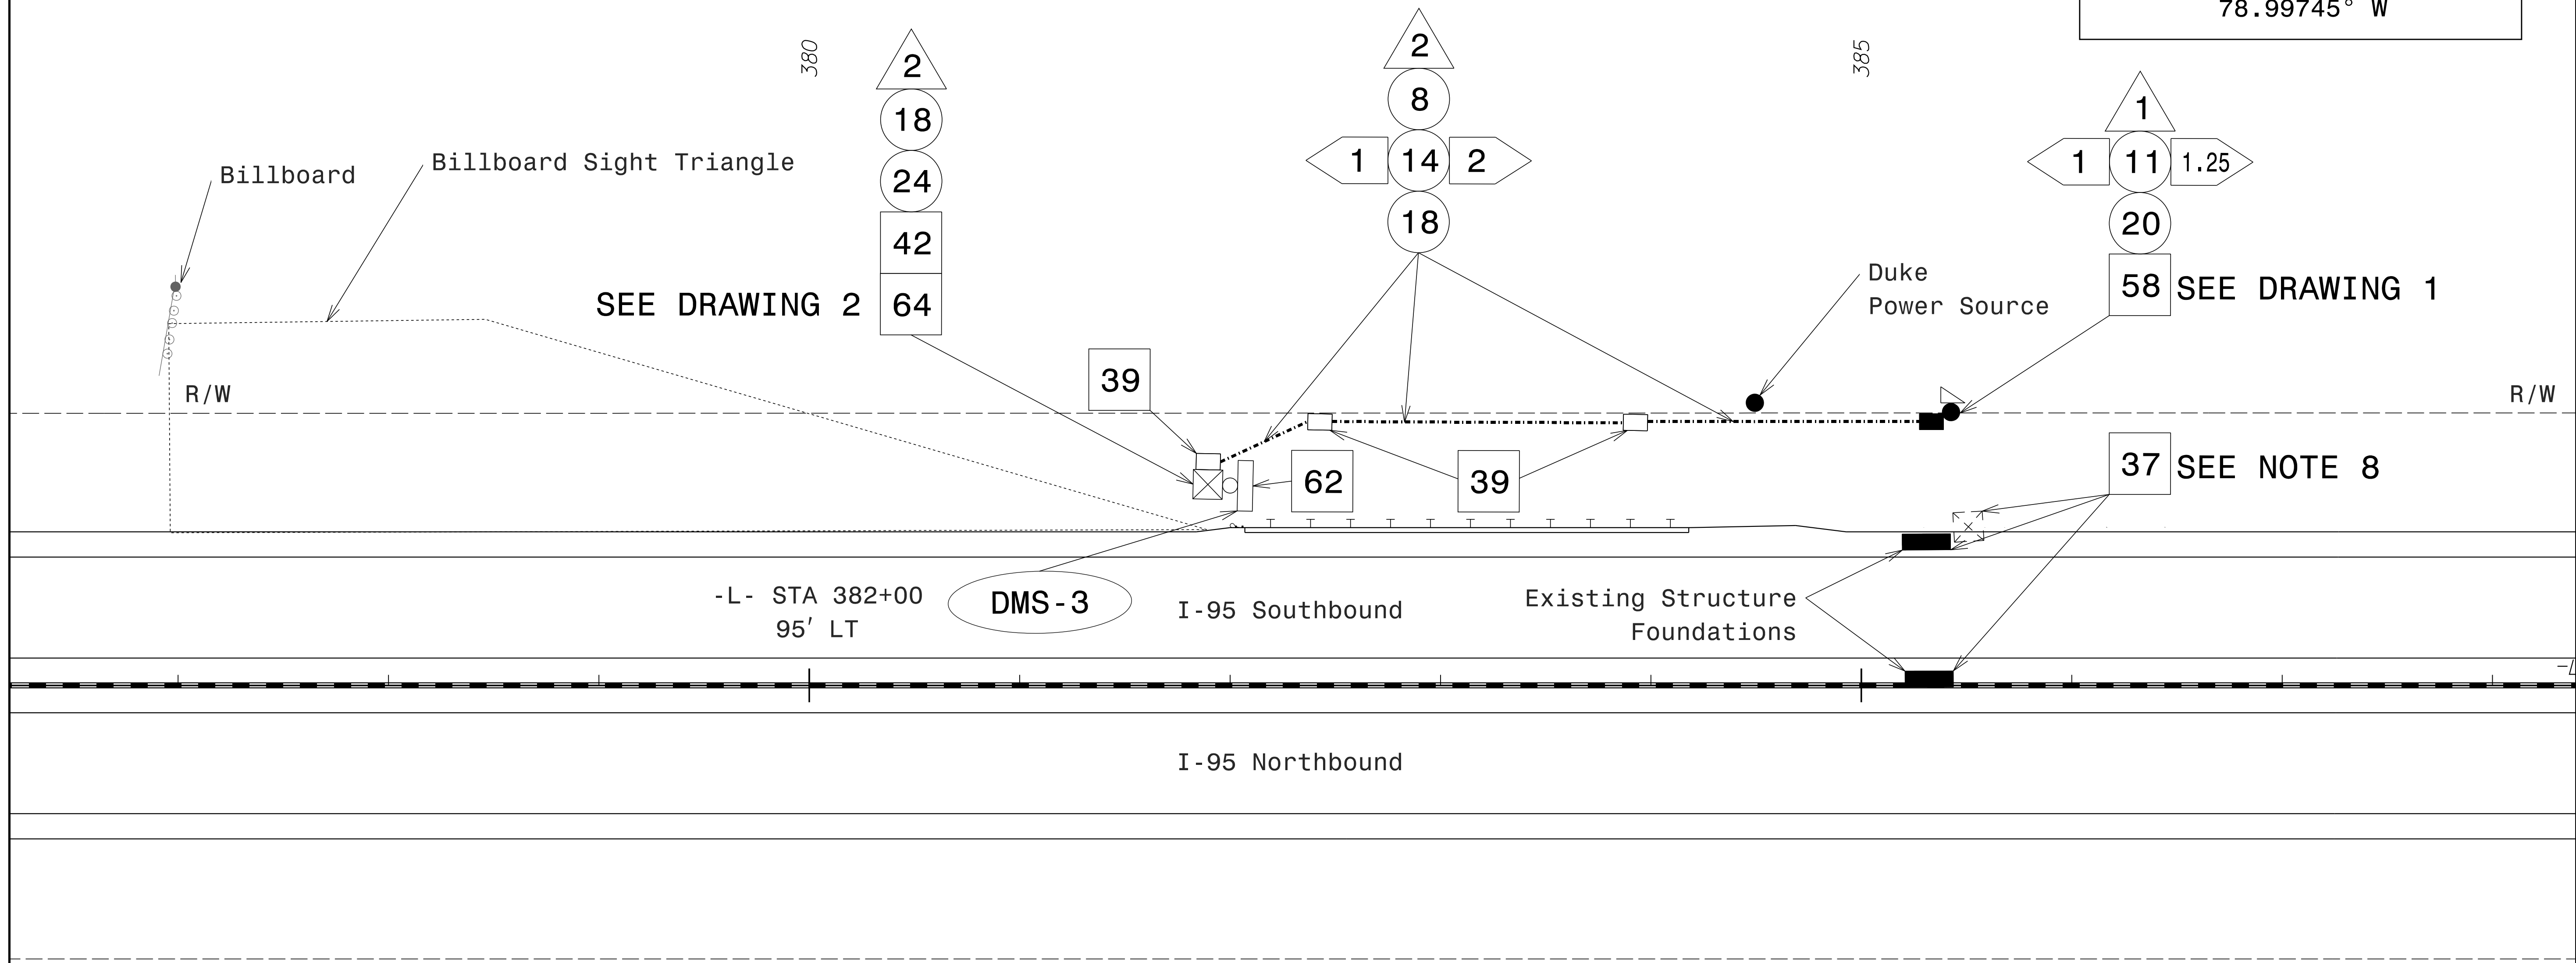 78.99745° W
380
385
2
18
24
42
SEE DRAWING 2 64
2
8
1 14 2
18
1
1 11 1.25
20
58 SEE DRAWING 1
Billboard
Billboard Sight Triangle
Duke
Power Source
R/W
R/W
39
62
39
37 SEE NOTE 8
-L- STA 382+00
95' LT
DMS-3
I-95 Southbound
Existing Structure
Foundations
I-95 Northbound